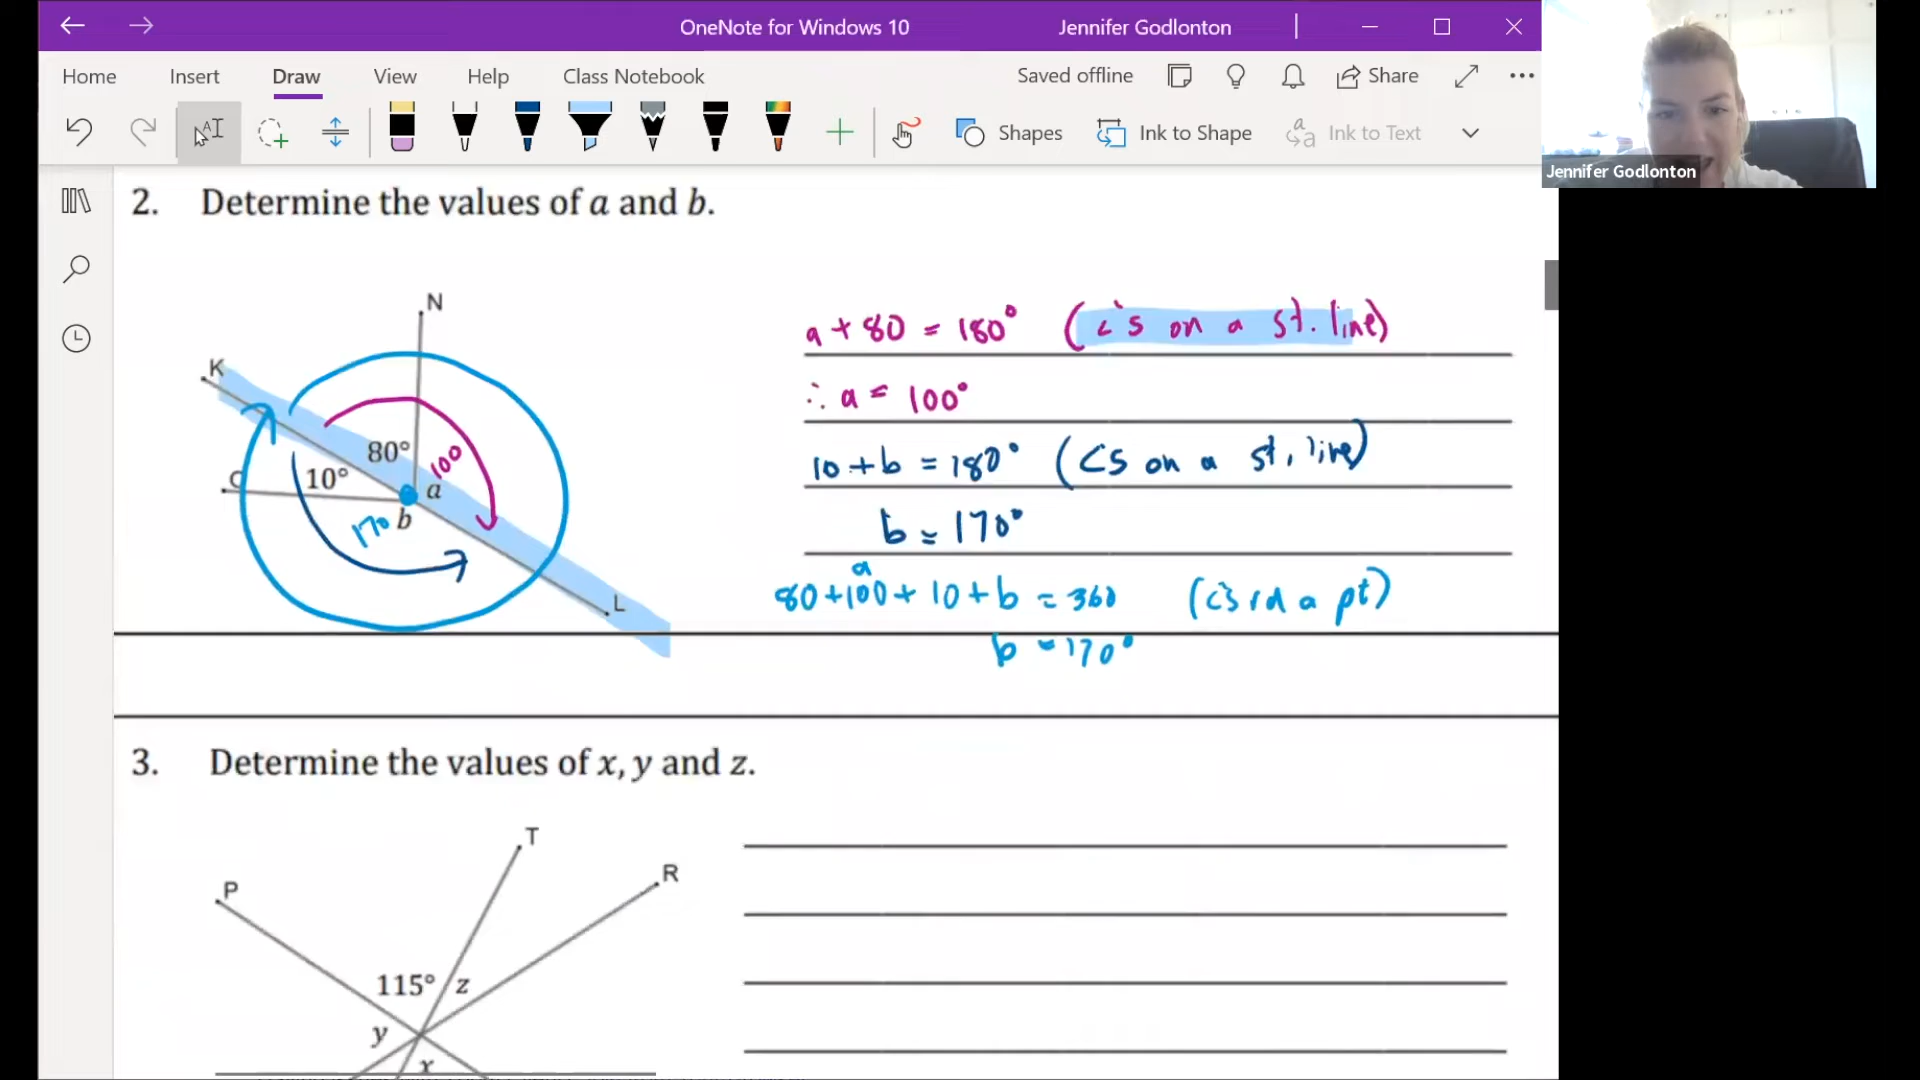 OneNote for Windows 10
Jennifer Godlonton
Home Insert Draw View Help Class Notebook
Saved offline Share
Shapes Ink to Shape Ink to Text
Jennifer Godlonton
2. Determine the values of a and b.
N
K
80°
100
10°
C
a
b
170
L
a + 80 = 180° (∠'s on a st. line)
∴ a = 100°
10 + b = 180° (∠s on a st. line)
b = 170°
a
80 + 100 + 10 + b = 360 (∠'s rd a pt)
b = 170°
3. Determine the values of x, y and z.
T
R
P
115°
z
y
x